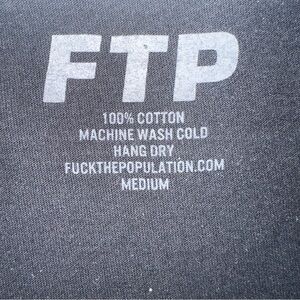 FTP
100% COTTON
MACHINE WASH COLD
HANG DRY
FUCKTHEPOPULATION.COM
MEDIUM